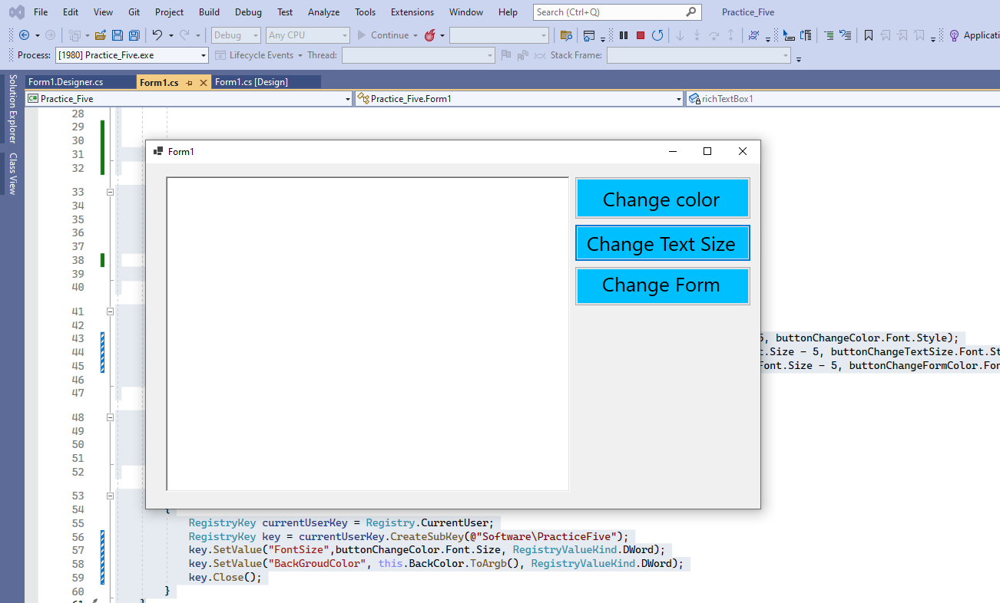 File Edit View Git Project Build Debug Test Analyze Tools Extensions Window Help Search (Ctrl+Q) Practice_Five
Debug Any CPU Continue
Process: [1980] Practice_Five.exe Lifecycle Events Thread: Stack Frame:
Solution Explorer
Class View
Form1.Designer.cs Form1.cs Form1.cs [Design]
C# Practice_Five Practice_Five.Form1 richTextBox1
28
29
30
31
32
33
34
35
36
37
38
39
40
41
42
43 , buttonChangeColor.Font.Style);
44 .Size - 5, buttonChangeTextSize.Font.St
45 Font.Size - 5, buttonChangeFormColor.Fon
46
47
48
49
50
51
52
53
54 {
55 RegistryKey currentUserKey = Registry.CurrentUser;
56 RegistryKey key = currentUserKey.CreateSubKey(@"Software\PracticeFive");
57 key.SetValue("FontSize",buttonChangeColor.Font.Size, RegistryValueKind.DWord);
58 key.SetValue("BackGroudColor", this.BackColor.ToArgb(), RegistryValueKind.DWord);
59 key.Close();
60 }
Form1
Change color
Change Text Size
Change Form